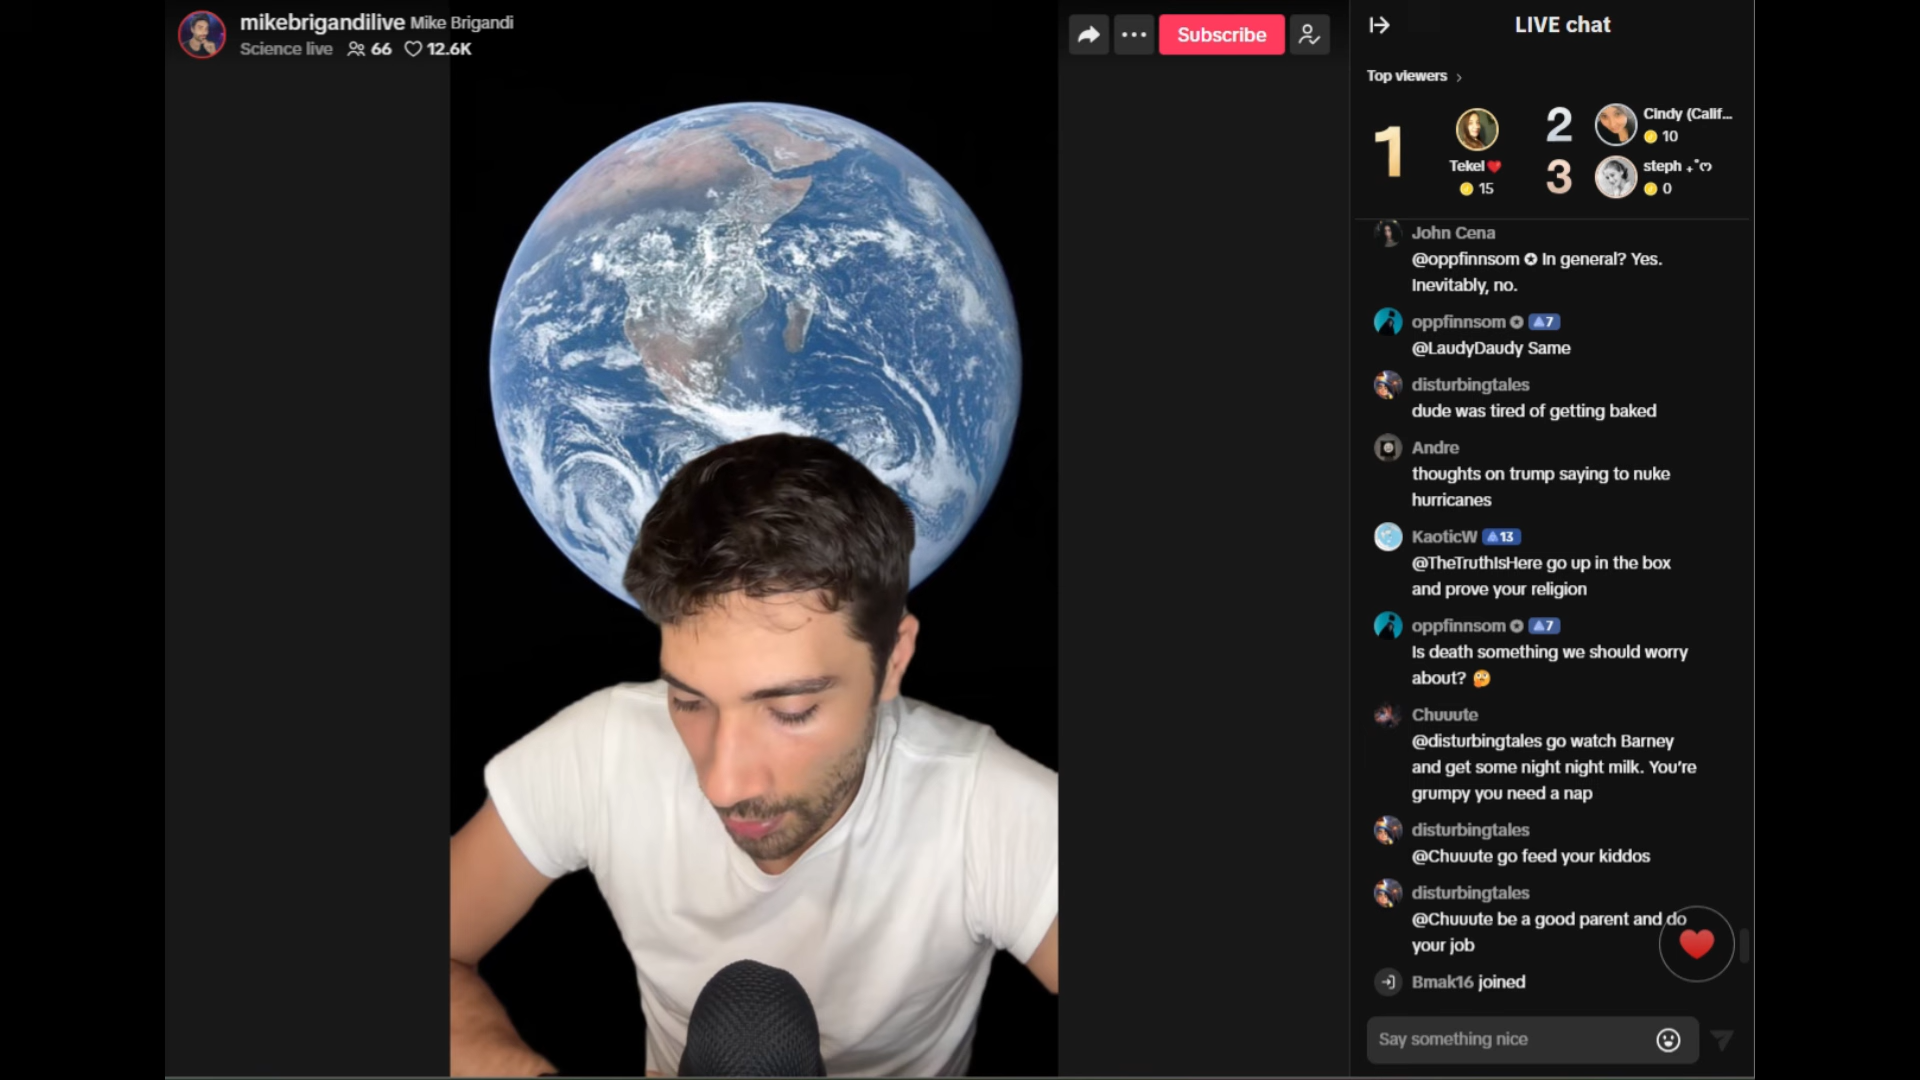 mikebrigandilive Mike Brigandi
Science live 66 12.6K
Subscribe
LIVE chat
Top viewers
1
Tekel
15
2
Cindy (Calif...
10
3
steph
0
John Cena
@oppfinnsom In general? Yes.
Inevitably, no.
oppfinnsom 7
@LaudyDaudy Same
disturbingtales
dude was tired of getting baked
Andre
thoughts on trump saying to nuke
hurricanes
KaoticW 13
@TheTruthIsHere go up in the box
and prove your religion
oppfinnsom 7
Is death something we should worry
about?
Chuuute
@disturbingtales go watch Barney
and get some night night milk. You're
grumpy you need a nap
disturbingtales
@Chuuute go feed your kiddos
disturbingtales
@Chuuute be a good parent and do
your job
Bmak16 joined
Say something nice